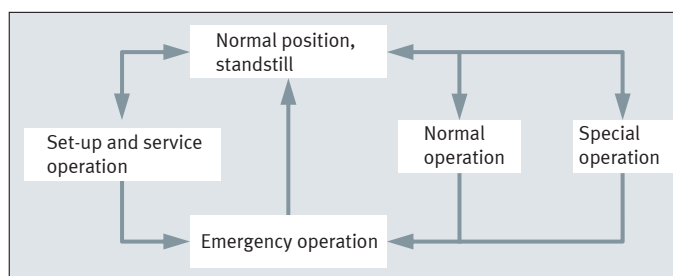 Normal position,
standstill
Set-up and service
operation
Normal
operation
Special
operation
Emergency operation